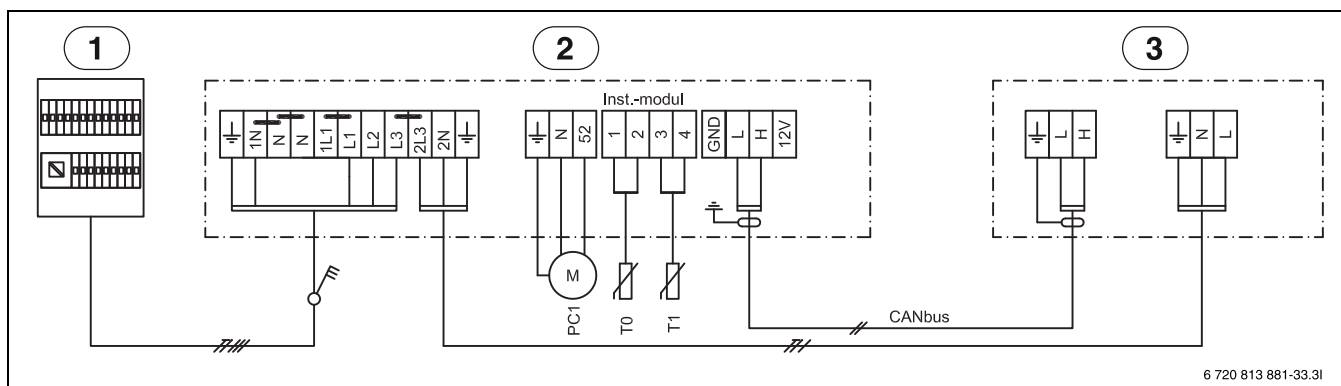 1 2 3
Inst.-modul
1N N N 1L1 L1 L2 L3 2L3 2N
N 52
1 2 3 4
GND L H 12V
L H
N L
M
PC1
T0
T1
CANbus
6 720 813 881-33.3I